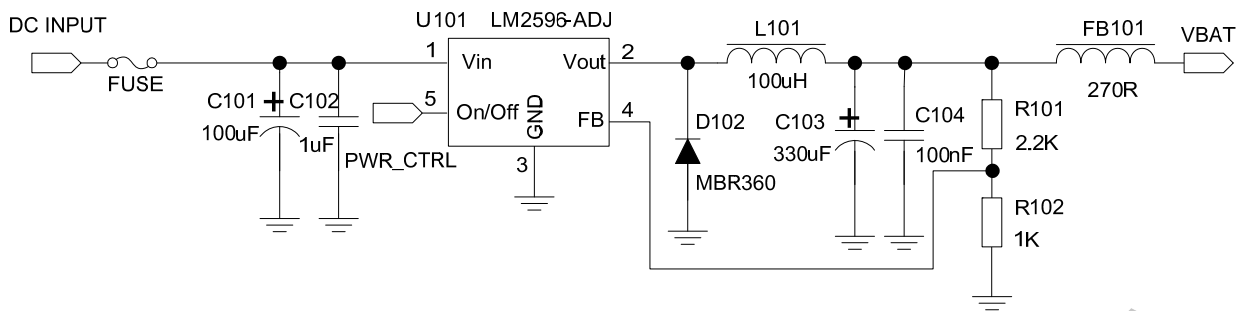 DC INPUT
FUSE
C101
100uF
C102
1uF
PWR_CTRL
U101 LM2596-ADJ
1
5
Vin
On/Off
GND
3
Vout
FB
2
4
D102
MBR360
L101
100uH
C103
330uF
C104
100nF
R101
2.2K
R102
1K
FB101
270R
VBAT